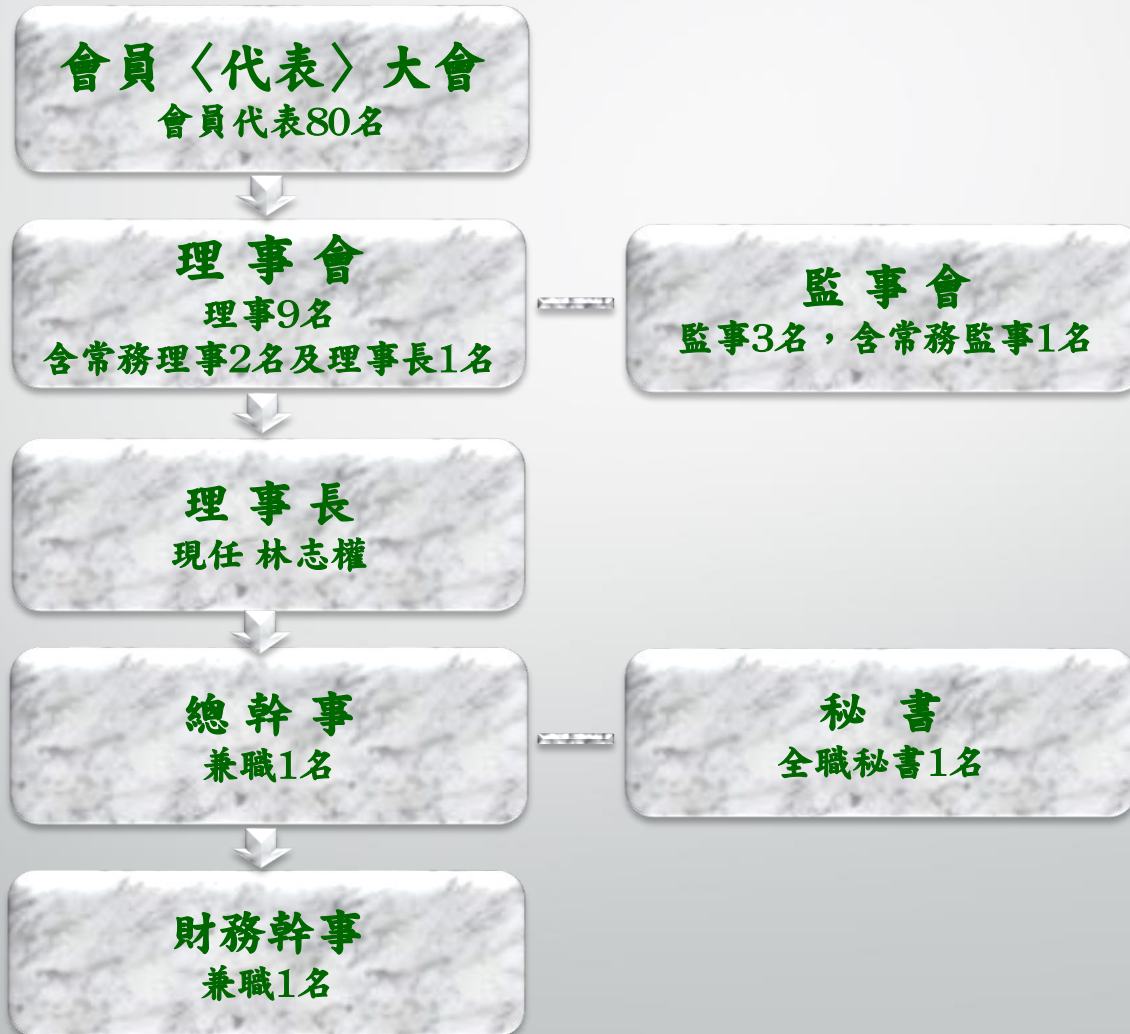 會員〈代表〉大會
會員代表80名
理事會
理事9名
含常務理事2名及理事長1名
監事會
監事3名，含常務監事1名
理事長
現任 林志權
總幹事
兼職1名
秘書
全職秘書1名
財務幹事
兼職1名